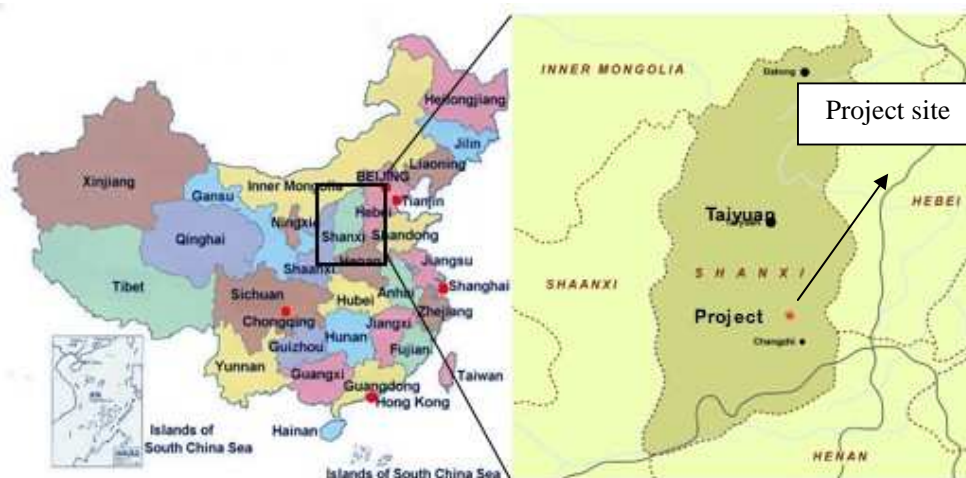 Heilongjiang
Jilin
Liaoning
BEIJING
Tianjin
Inner Mongolia
Xinjiang
Gansu
Ningxia
Hebei
Shanxi
Shandong
Qinghai
Shaanxi
Henan
Jiangsu
Tibet
Sichuan
Hubei
Anhui
Shanghai
Chongqing
Zhejiang
Hunan
Jiangxi
Guizhou
Fujian
Yunnan
Guangxi
Guangdong
Taiwan
Hong Kong
Hainan
Islands of
South China Sea
Islands of South China Sea
INNER MONGOLIA
Datong
Project site
HEBEI
Taiyuan
SHANXI
SHAANXI
Project
Changzhi
HENAN